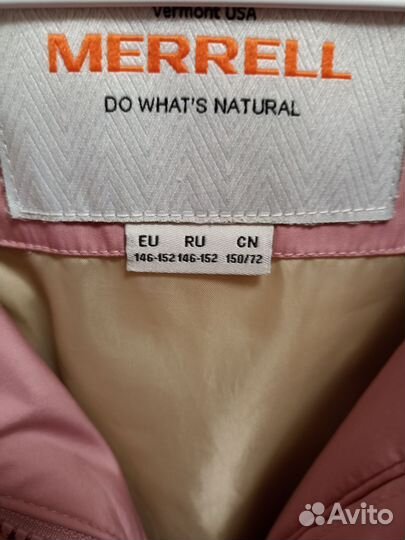 Vermont USA
MERRELL
DO WHAT'S NATURAL
EU RU CN
146-152 146-152 150/72
Avito